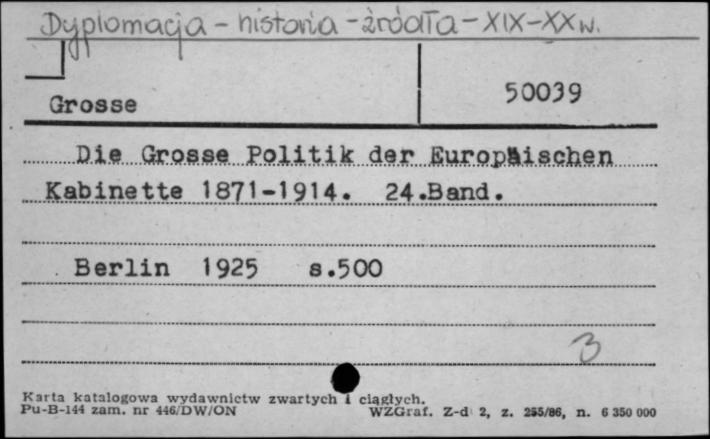 Dyplomacja - historia - źródła - XIX-XX w.
50039
Grosse
Die Grosse Politik der Europäischen
Kabinette 1871-1914. 24.Band.
Berlin 1925 s.500
3
Karta katalogowa wydawnictw zwartych i ciągłych.
Pu-B-144 zam. nr 446/DW/ON WZGraf. Z-d 2, z. 255/86, n. 6 350 000